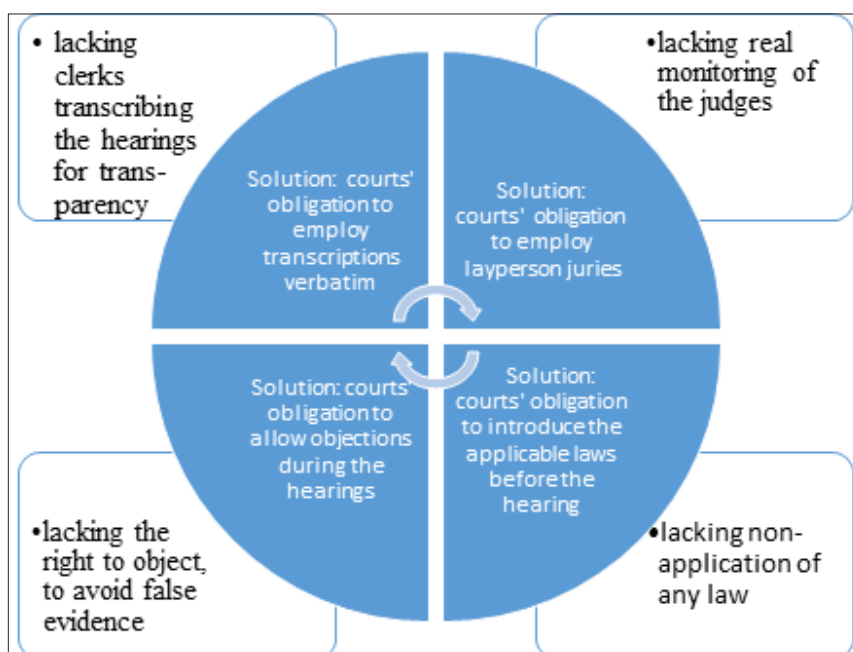 • lacking
clerks
transcribing
the hearings
for trans-
parency
Solution: courts'
obligation to
employ
transcriptions
verbatim
•lacking real
monitoring of
the judges
Solution:
courts' obligation
to employ
layperson juries
Solution: courts'
obligation to
allow objections
during the
hearings
•lacking the
right to object,
to avoid false
evidence
Solution:
courts' obligation
to introduce the
applicable laws
before the
hearing
•lacking non-
application of
any law